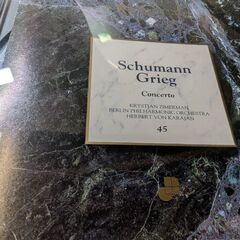 Schumann
Grieg
Concerto
KRYSTIAN ZIMERMAN
BERLIN PHILHARMONIC ORCHESTRA
HERBERT VON KARAJAN
45